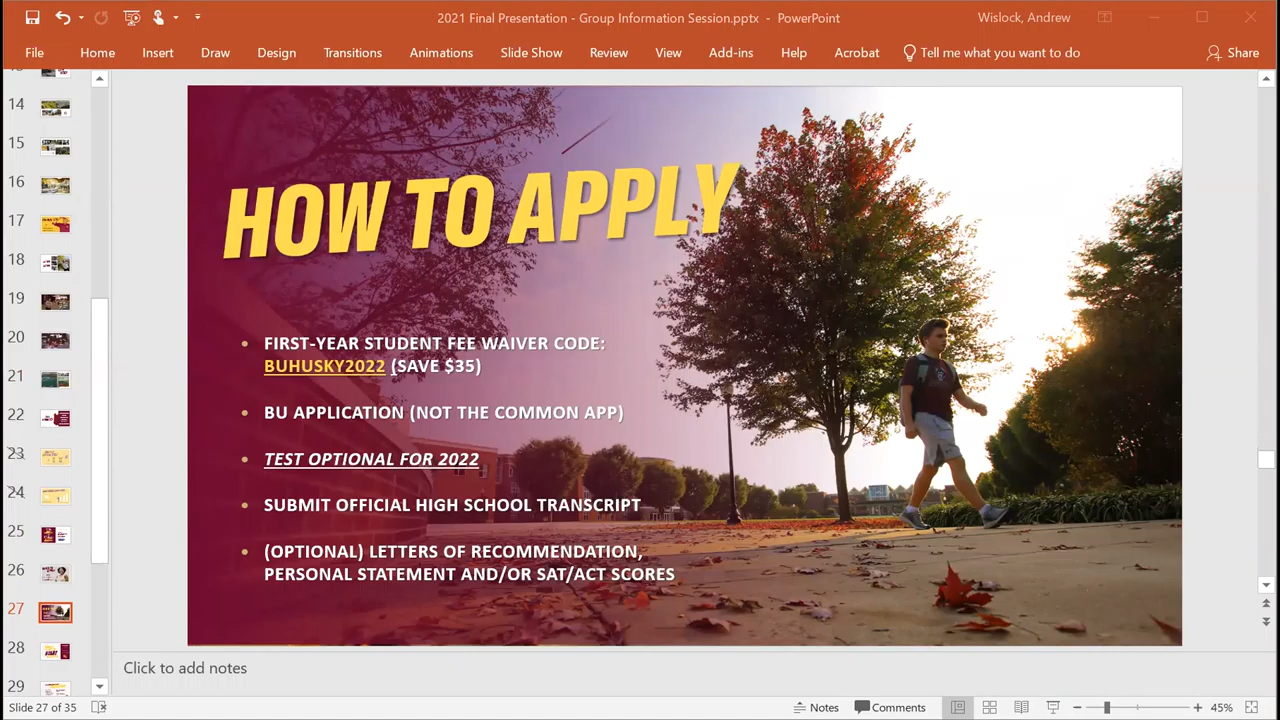 2021 Final Presentation - Group Information Session.pptx - PowerPoint
Wislock, Andrew
File Home Insert Draw Design Transitions Animations Slide Show Review View Add-ins Help Acrobat Tell me what you want to do Share
14
15
16
17
18
19
20
21
22
23
24
25
26
27
28
29
HOW TO APPLY
• FIRST-YEAR STUDENT FEE WAIVER CODE:
BUHUSKY2022 (SAVE $35)
• BU APPLICATION (NOT THE COMMON APP)
• TEST OPTIONAL FOR 2022
• SUBMIT OFFICIAL HIGH SCHOOL TRANSCRIPT
• (OPTIONAL) LETTERS OF RECOMMENDATION,
PERSONAL STATEMENT AND/OR SAT/ACT SCORES
Click to add notes
Slide 27 of 35 Notes Comments 45%